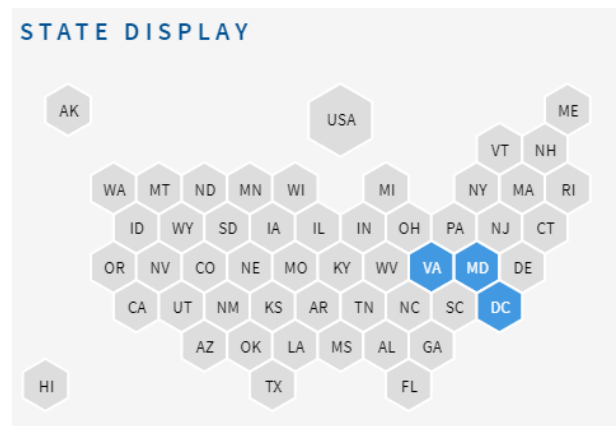 STATE DISPLAY
AK
USA
ME
VT NH
WA MT ND MN WI MI NY MA RI
ID WY SD IA IL IN OH PA NJ CT
OR NV CO NE MO KY WV VA MD DE
CA UT NM KS AR TN NC SC DC
AZ OK LA MS AL GA
HI TX FL